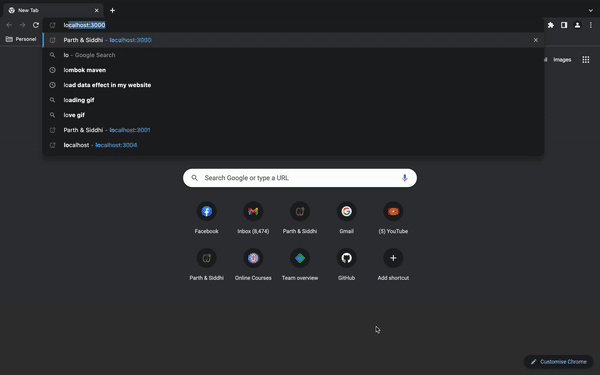 New Tab
localhost:3000
Personal
Parth & Siddhi - localhost:3000
lo - Google Search
lombok maven
load data effect in my website
loading gif
love gif
Parth & Siddhi - localhost:3001
localhost - localhost:3004
Images
Search Google or type a URL
Facebook
Inbox (8,474)
Parth & Siddhi
Gmail
(5) YouTube
Parth & Siddhi
Online Courses
Team overview
GitHub
Add shortcut
Customise Chrome